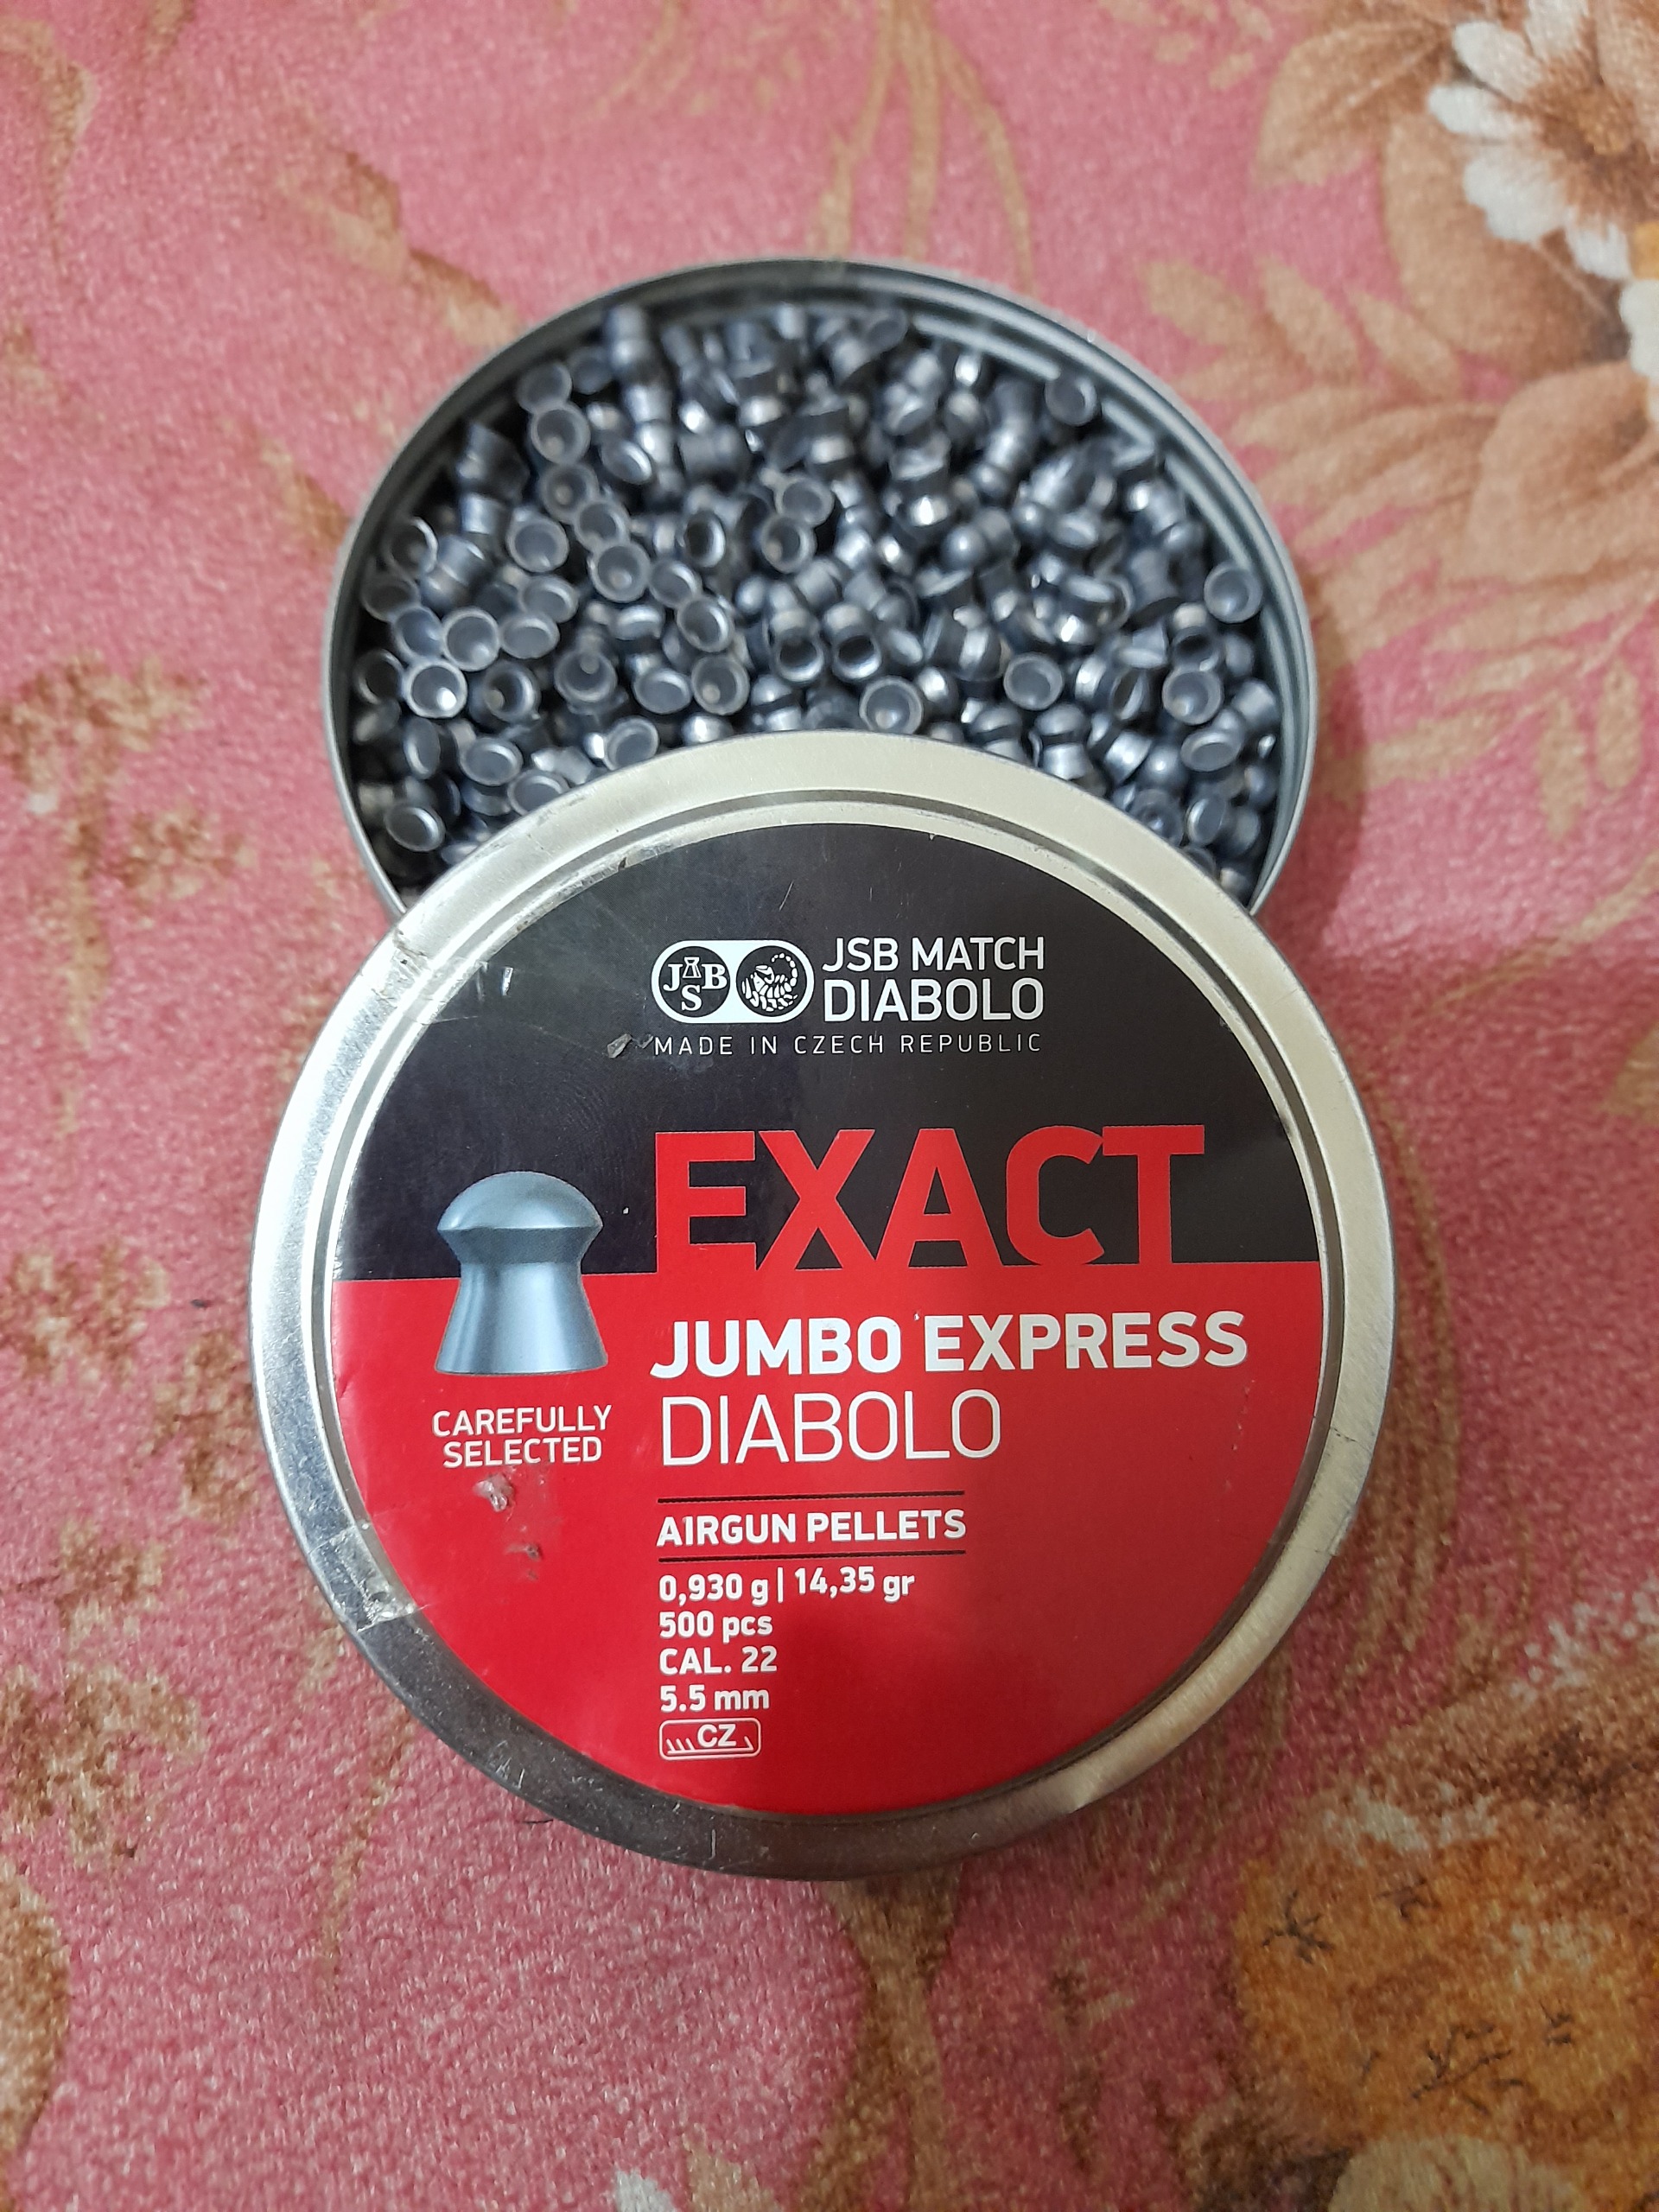 JSB
JSB MATCH
DIABOLO
MADE IN CZECH REPUBLIC
EXACT
JUMBO EXPRESS
DIABOLO
CAREFULLY
SELECTED
AIRGUN PELLETS
0,930 g | 14,35 gr
500 pcs
CAL. 22
5.5 mm
CZ